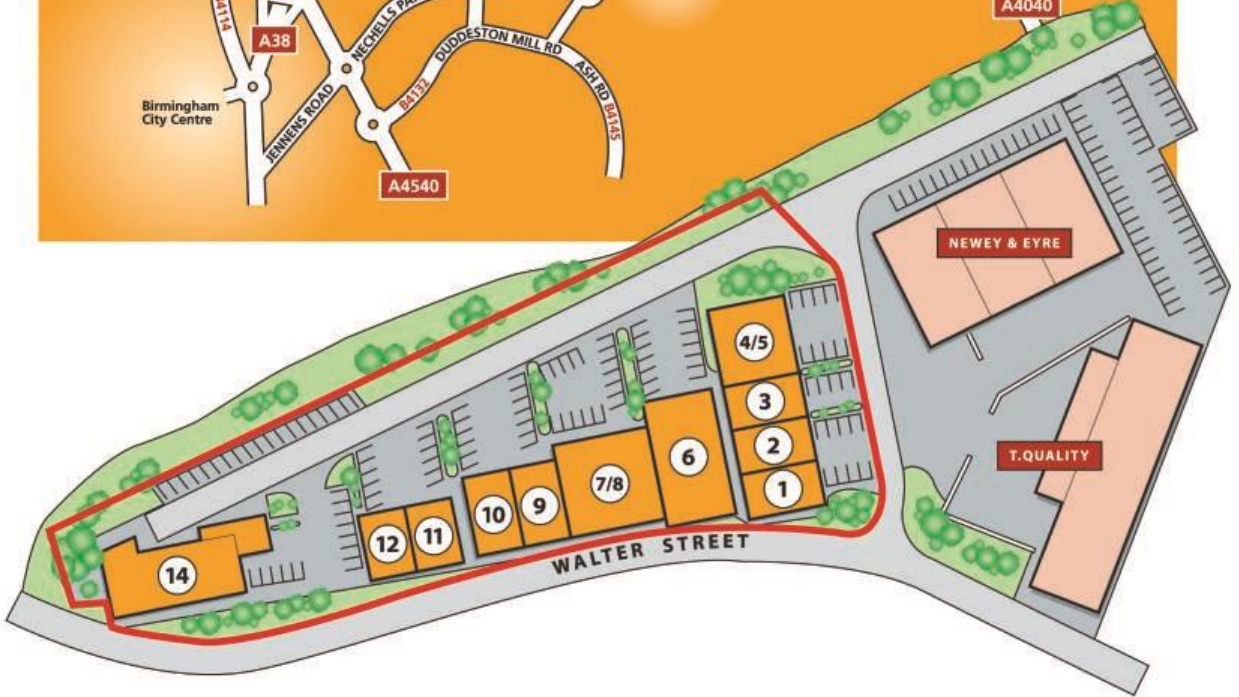 B4114
A38
NECHELLS PA
DUDDESTON MILL RD
A4040
Birmingham
City Centre
JENNENS ROAD
B4132
ASH RD B4145
A4540
NEWEY & EYRE
4/5
3
2
1
6
7/8
9
10
11
12
14
T.QUALITY
WALTER STREET